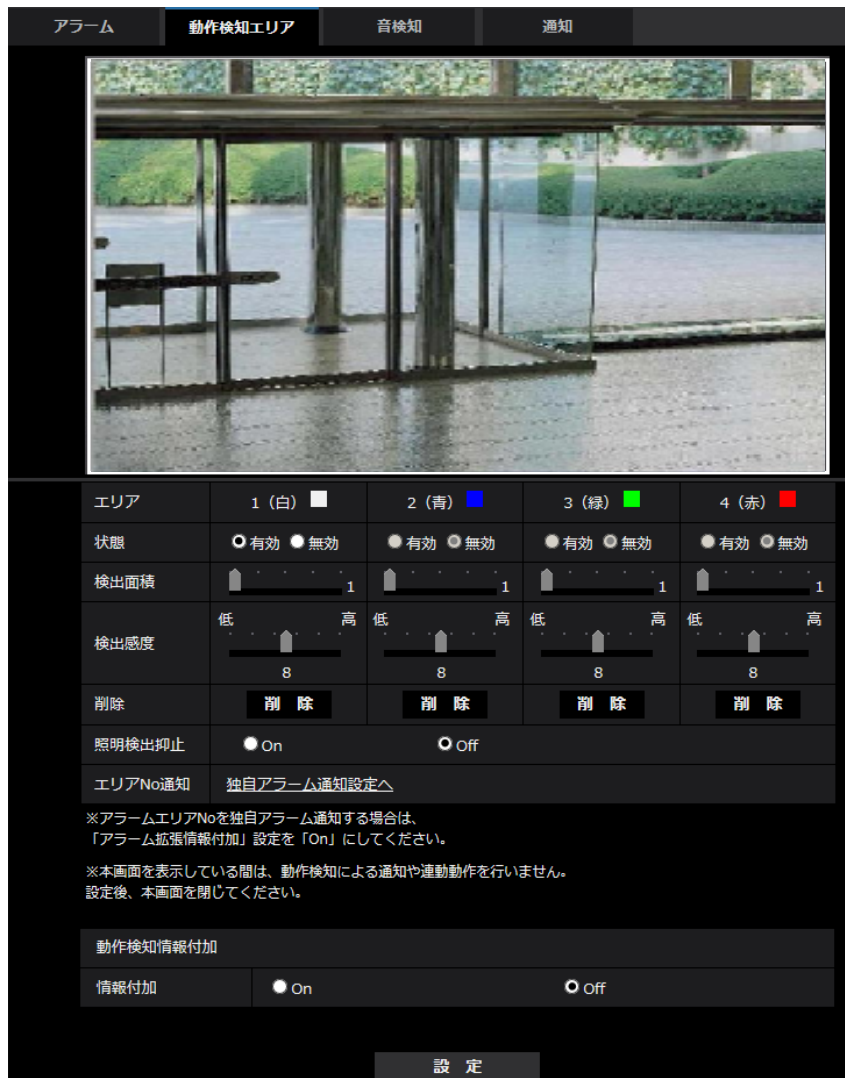 アラーム 動作検知エリア 音検知 通知
エリア 1（白） 2（青） 3（緑） 4（赤）
状態 有効 無効 有効 無効 有効 無効 有効 無効
検出面積 1 1 1 1
低 高 低 高 低 高 低 高
検出感度
8 8 8 8
削除 削 除 削 除 削 除 削 除
照明検出抑止 On Off
エリアNo通知 独自アラーム通知設定へ
※アラームエリアNoを独自アラーム通知する場合は、
「アラーム拡張情報付加」設定を「On」にしてください。
※本画面を表示している間は、動作検知による通知や連動動作を行いません。
設定後、本画面を閉じてください。
動作検知情報付加
情報付加 On Off
設 定